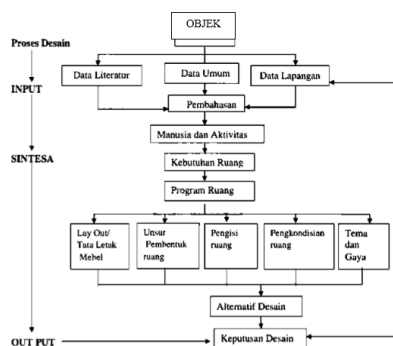 OBJEK
Proses Desain
Data Literatur
Data Umum
Data Lapangan
INPUT
Pembahasan
Manusia dan Aktivitas
SINTESA
Kebutuhan Ruang
Program Ruang
Lay Out/
Tata Letak
Mebel
Unsur
Pembentuk
ruang
Pengisi
ruang
Pengkondisian
ruang
Tema
dan
Gaya
Alternatif Desain
OUT PUT
Keputusan Desain